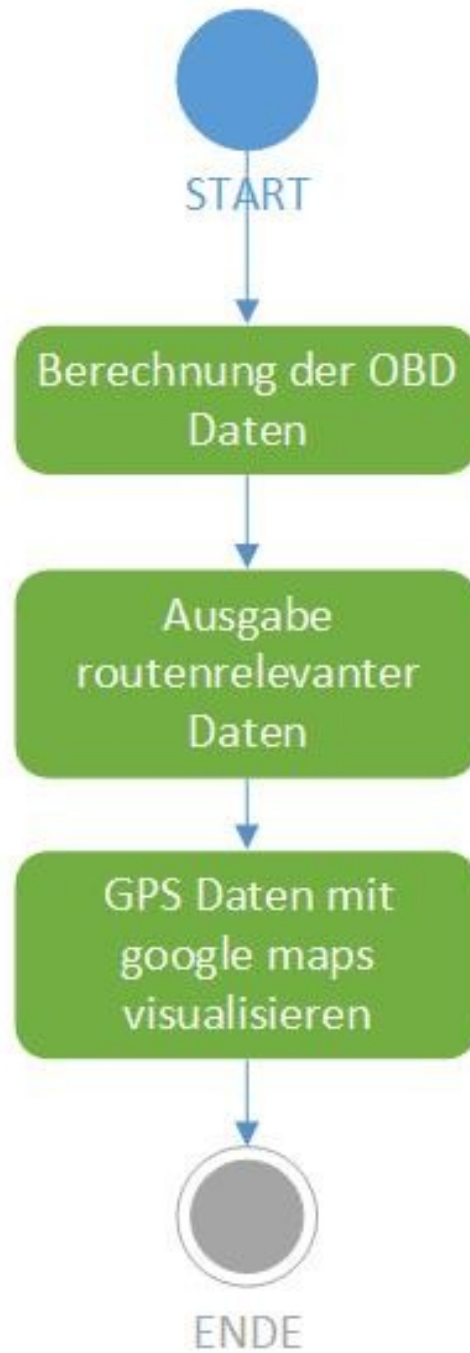 START
Berechnung der OBD
Daten
Ausgabe
routenrelevanter
Daten
GPS Daten mit
google maps
visualisieren
ENDE